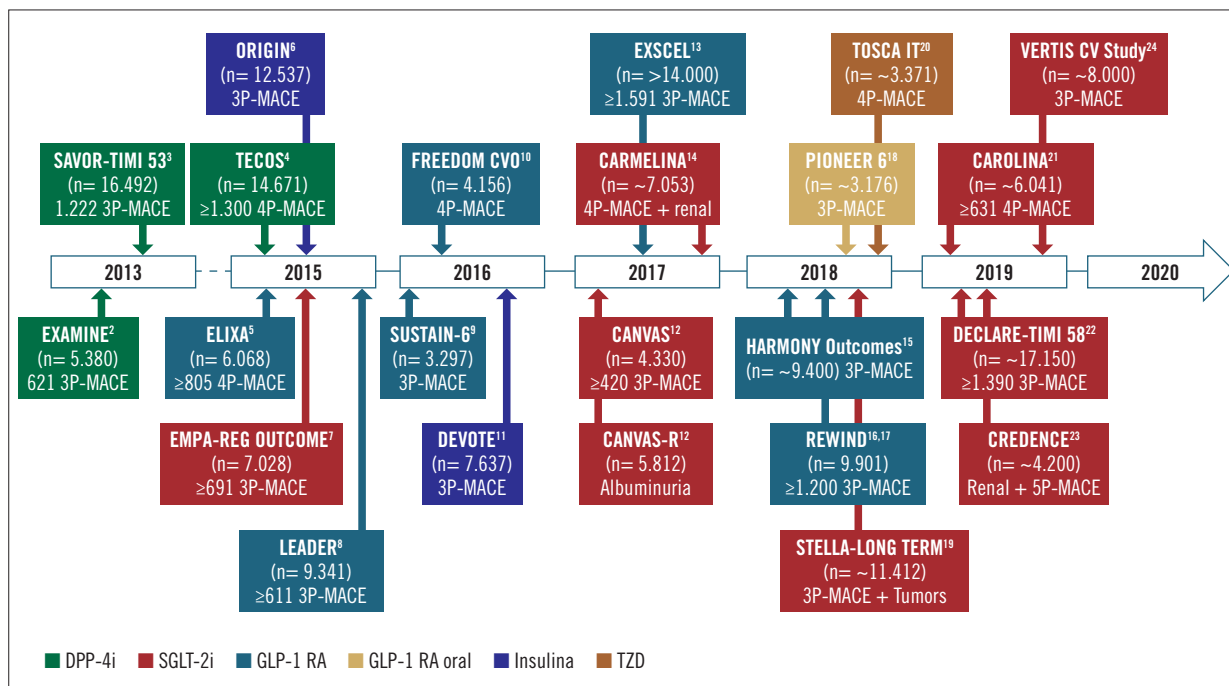 ORIGIN⁶
(n= 12.537)
3P-MACE
EXSCEL¹³
(n= >14.000)
≥1.591 3P-MACE
TOSCA IT²⁰
(n= ~3.371)
4P-MACE
VERTIS CV Study²⁴
(n= ~8.000)
3P-MACE
SAVOR-TIMI 53³
(n= 16.492)
1.222 3P-MACE
TECOS⁴
(n= 14.671)
≥1.300 4P-MACE
FREEDOM CVO¹⁰
(n= 4.156)
4P-MACE
CARMELINA¹⁴
(n= ~7.053)
4P-MACE + renal
PIONEER 6¹⁸
(n= ~3.176)
3P-MACE
CAROLINA²¹
(n= ~6.041)
≥631 4P-MACE
2013
2015
2016
2017
2018
2019
2020
EXAMINE²
(n= 5.380)
621 3P-MACE
ELIXA⁵
(n= 6.068)
≥805 4P-MACE
SUSTAIN-6⁹
(n= 3.297)
3P-MACE
CANVAS¹²
(n= 4.330)
≥420 3P-MACE
HARMONY Outcomes¹⁵
(n= ~9.400) 3P-MACE
DECLARE-TIMI 58²²
(n= ~17.150)
≥1.390 3P-MACE
EMPA-REG OUTCOME⁷
(n= 7.028)
≥691 3P-MACE
DEVOTE¹¹
(n= 7.637)
3P-MACE
CANVAS-R¹²
(n= 5.812)
Albuminuria
REWIND¹⁶,¹⁷
(n= 9.901)
≥1.200 3P-MACE
CREDENCE²³
(n= ~4.200)
Renal + 5P-MACE
LEADER⁸
(n= 9.341)
≥611 3P-MACE
STELLA-LONG TERM¹⁹
(n= ~11.412)
3P-MACE + Tumors
DPP-4i
SGLT-2i
GLP-1 RA
GLP-1 RA oral
Insulina
TZD